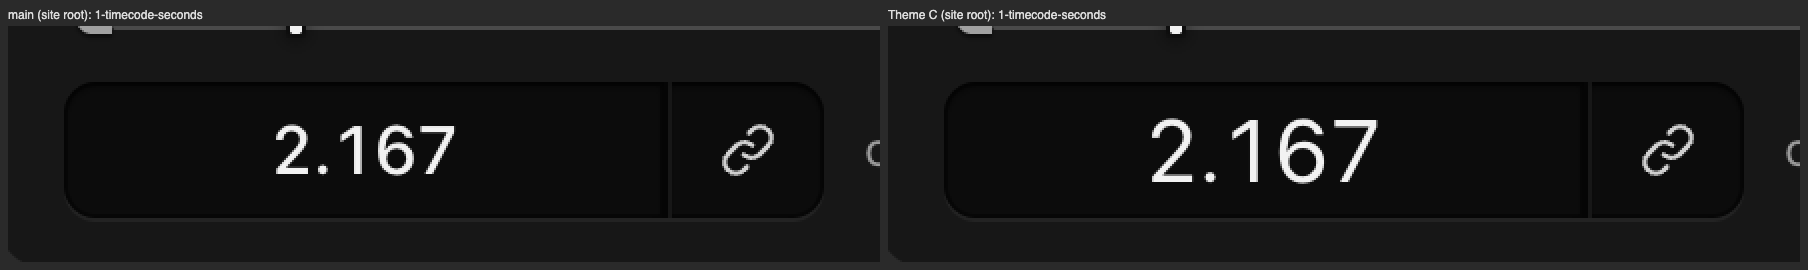 main (site root): 1-timecode-seconds
Theme C (site root): 1-timecode-seconds
2.167
2.167